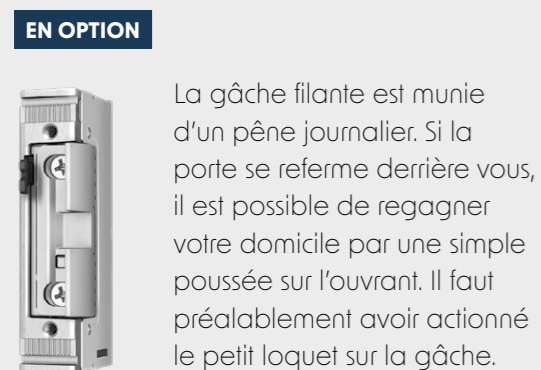 EN OPTION
La gâche filante est munie
d'un pêne journalier. Si la
porte se referme derrière vous,
il est possible de regagner
votre domicile par une simple
poussée sur l'ouvrant. Il faut
préalablement avoir actionné
le petit loquet sur la gâche.